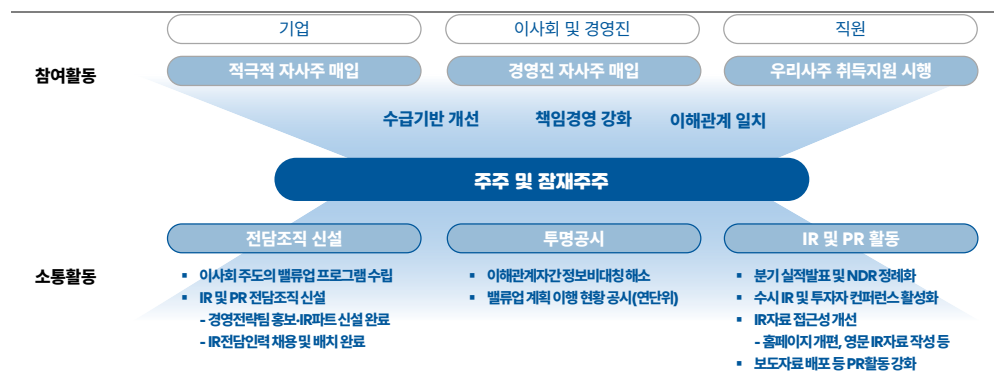 기업
이사회 및 경영진
직원
참여활동
적극적 자사주 매입
경영진 자사주 매입
우리사주 취득지원 시행
수급기반 개선
책임경영 강화
이해관계 일치
주주 및 잠재주주
소통활동
전담조직 신설
▪ 이사회 주도의 밸류업 프로그램 수립
▪ IR 및 PR 전담조직 신설
- 경영전략팀 홍보·IR파트 신설 완료
- IR전담인력 채용 및 배치 완료
투명공시
▪ 이해관계자간 정보비대칭 해소
▪ 밸류업 계획 이행 현황 공시(연단위)
IR 및 PR 활동
▪ 분기 실적발표 및 NDR 정례화
▪ 수시 IR 및 투자자 컨퍼런스 활성화
▪ IR자료 접근성 개선
- 홈페이지 개편, 영문 IR자료 작성 등
▪ 보도자료 배포 등 PR활동 강화